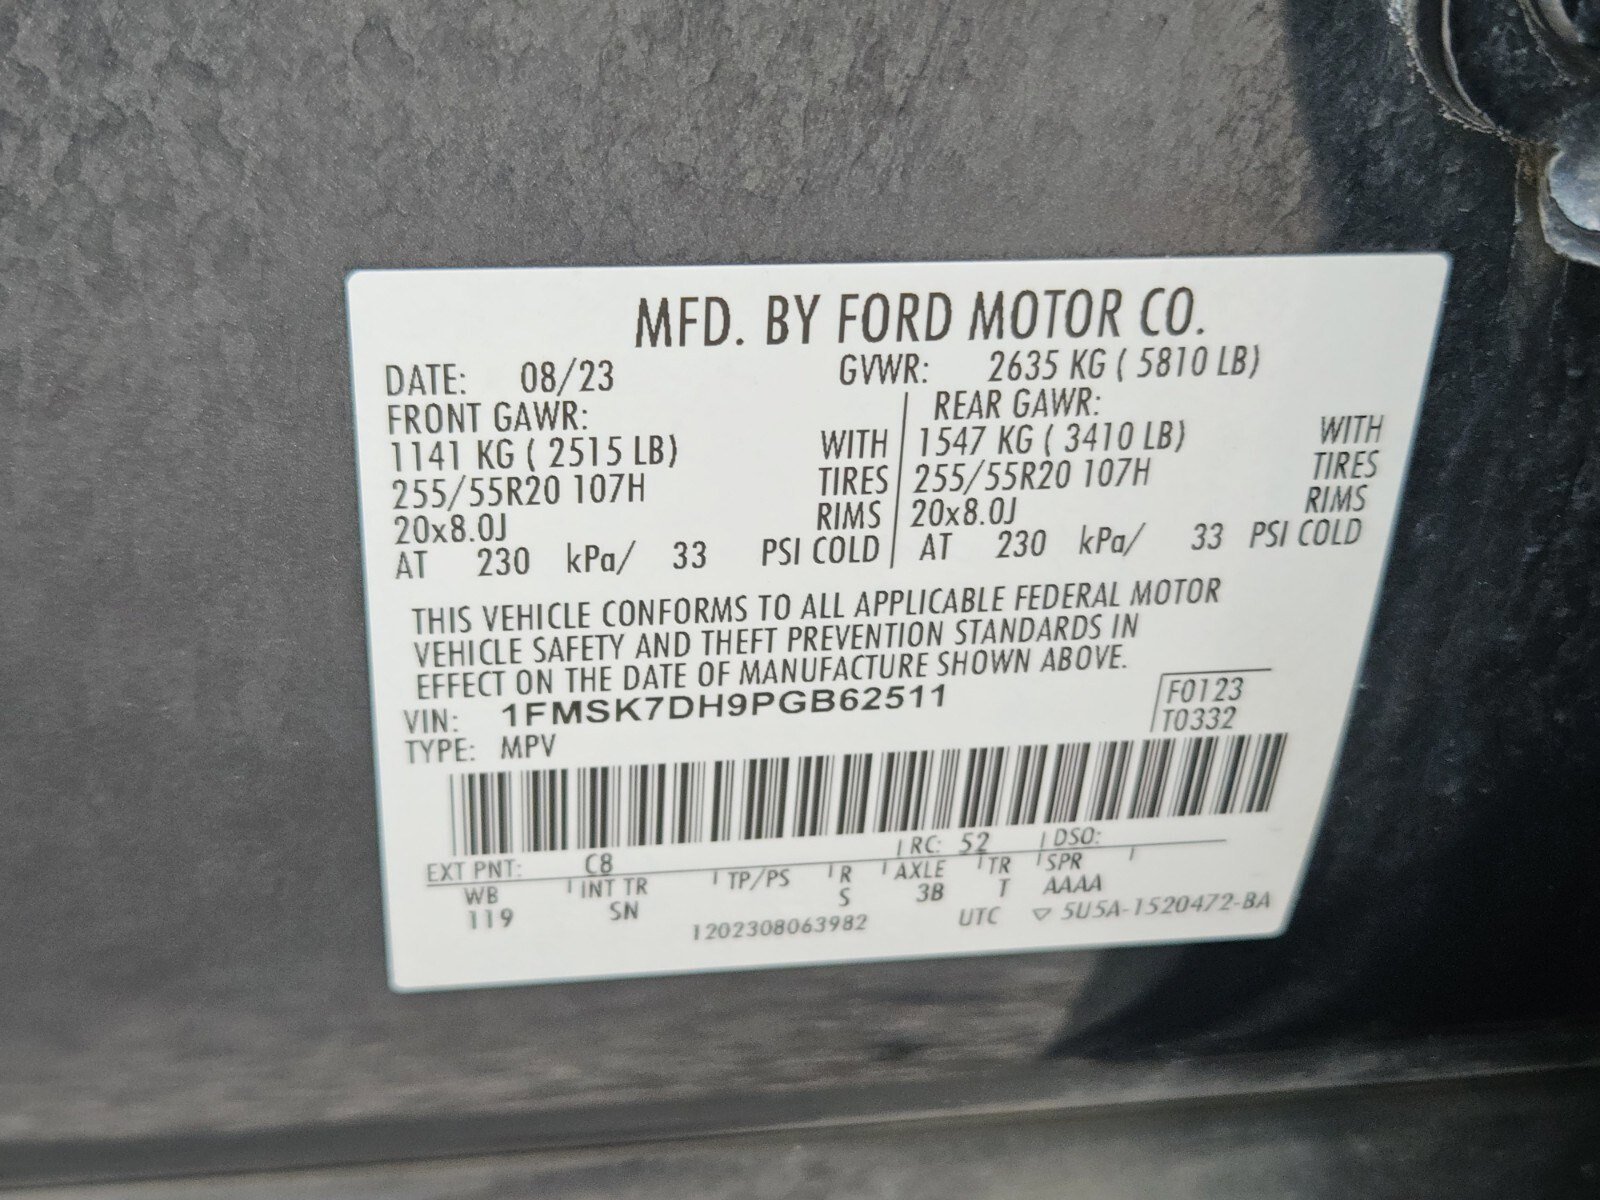 MFD. BY FORD MOTOR CO.
DATE: 08/23 GVWR: 2635 KG ( 5810 LB)
FRONT GAWR: REAR GAWR:
1141 KG ( 2515 LB) WITH 1547 KG ( 3410 LB) WITH
255/55R20 107H TIRES 255/55R20 107H TIRES
20x8.0J RIMS 20x8.0J RIMS
AT 230 kPa/ 33 PSI COLD AT 230 kPa/ 33 PSI COLD
THIS VEHICLE CONFORMS TO ALL APPLICABLE FEDERAL MOTOR
VEHICLE SAFETY AND THEFT PREVENTION STANDARDS IN
EFFECT ON THE DATE OF MANUFACTURE SHOWN ABOVE.
VIN: 1FMSK7DH9PGB62511 F0123
TYPE: MPV T0332
EXT PNT: C8 RC: 52 DSO:
WB INT TR TP/PS R AXLE TR SPR
119 SN S 3B T AAAA
1202308063982 UTC ▽ 5U5A-1520472-BA